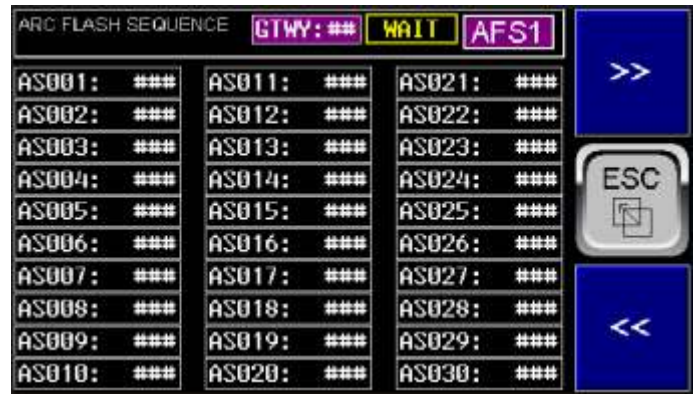 ARC FLASH SEQUENCE GTWY:## WAIT AFS1
>>
AS001: ### AS011: ### AS021: ###
AS002: ### AS012: ### AS022: ###
AS003: ### AS013: ### AS023: ###
AS004: ### AS014: ### AS024: ###
ESC
AS005: ### AS015: ### AS025: ###
AS006: ### AS016: ### AS026: ###
AS007: ### AS017: ### AS027: ###
AS008: ### AS018: ### AS028: ###
<<
AS009: ### AS019: ### AS029: ###
AS010: ### AS020: ### AS030: ###